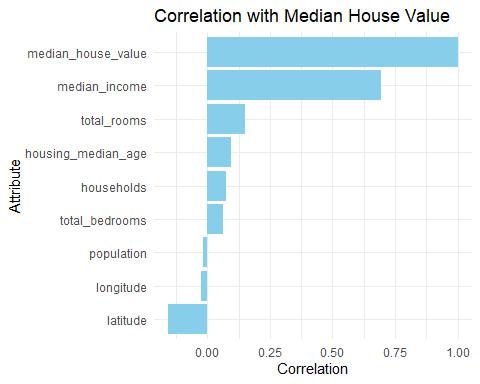 Correlation with Median House Value
Attribute
median_house_value
median_income
total_rooms
housing_median_age
households
total_bedrooms
population
longitude
latitude
0.00 0.25 0.50 0.75 1.00
Correlation